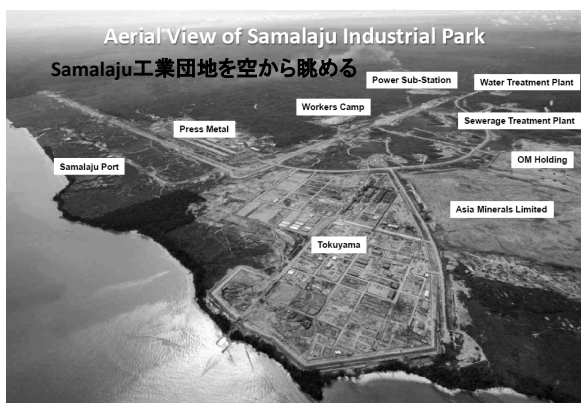 Aerial View of Samalaju Industrial Park
Samalaju工業団地を空から眺める
Power Sub-Station
Water Treatment Plant
Workers Camp
Sewerage Treatment Plant
Press Metal
OM Holding
Samalaju Port
Asia Minerals Limited
Tokuyama